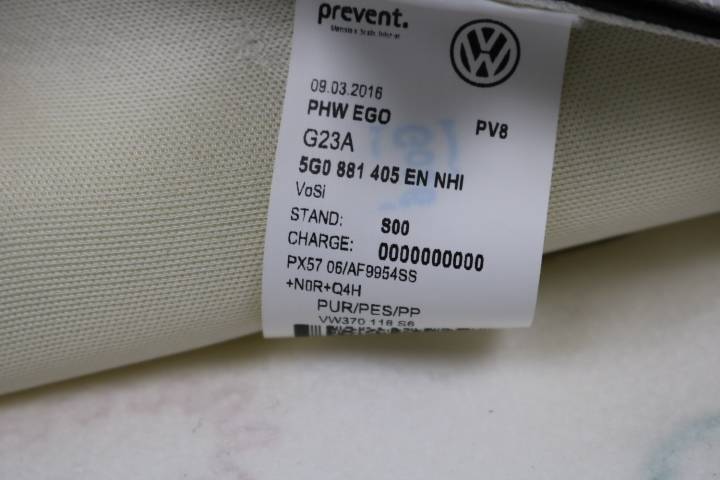 prevent.
VW
09.03.2016
PHW EGO
PV8
G23A
5G0 881 405 EN NHI
VoSi
STAND: S00
CHARGE: 0000000000
PX57 06/AF9954SS
+N0R+Q4H
PUR/PES/PP
VW370 118 S6